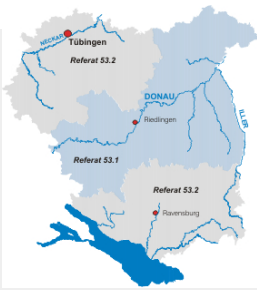 NECKAR
Tübingen
Referat 53.2
DONAU
ILLER
Riedlingen
Referat 53.1
Referat 53.2
Ravensburg